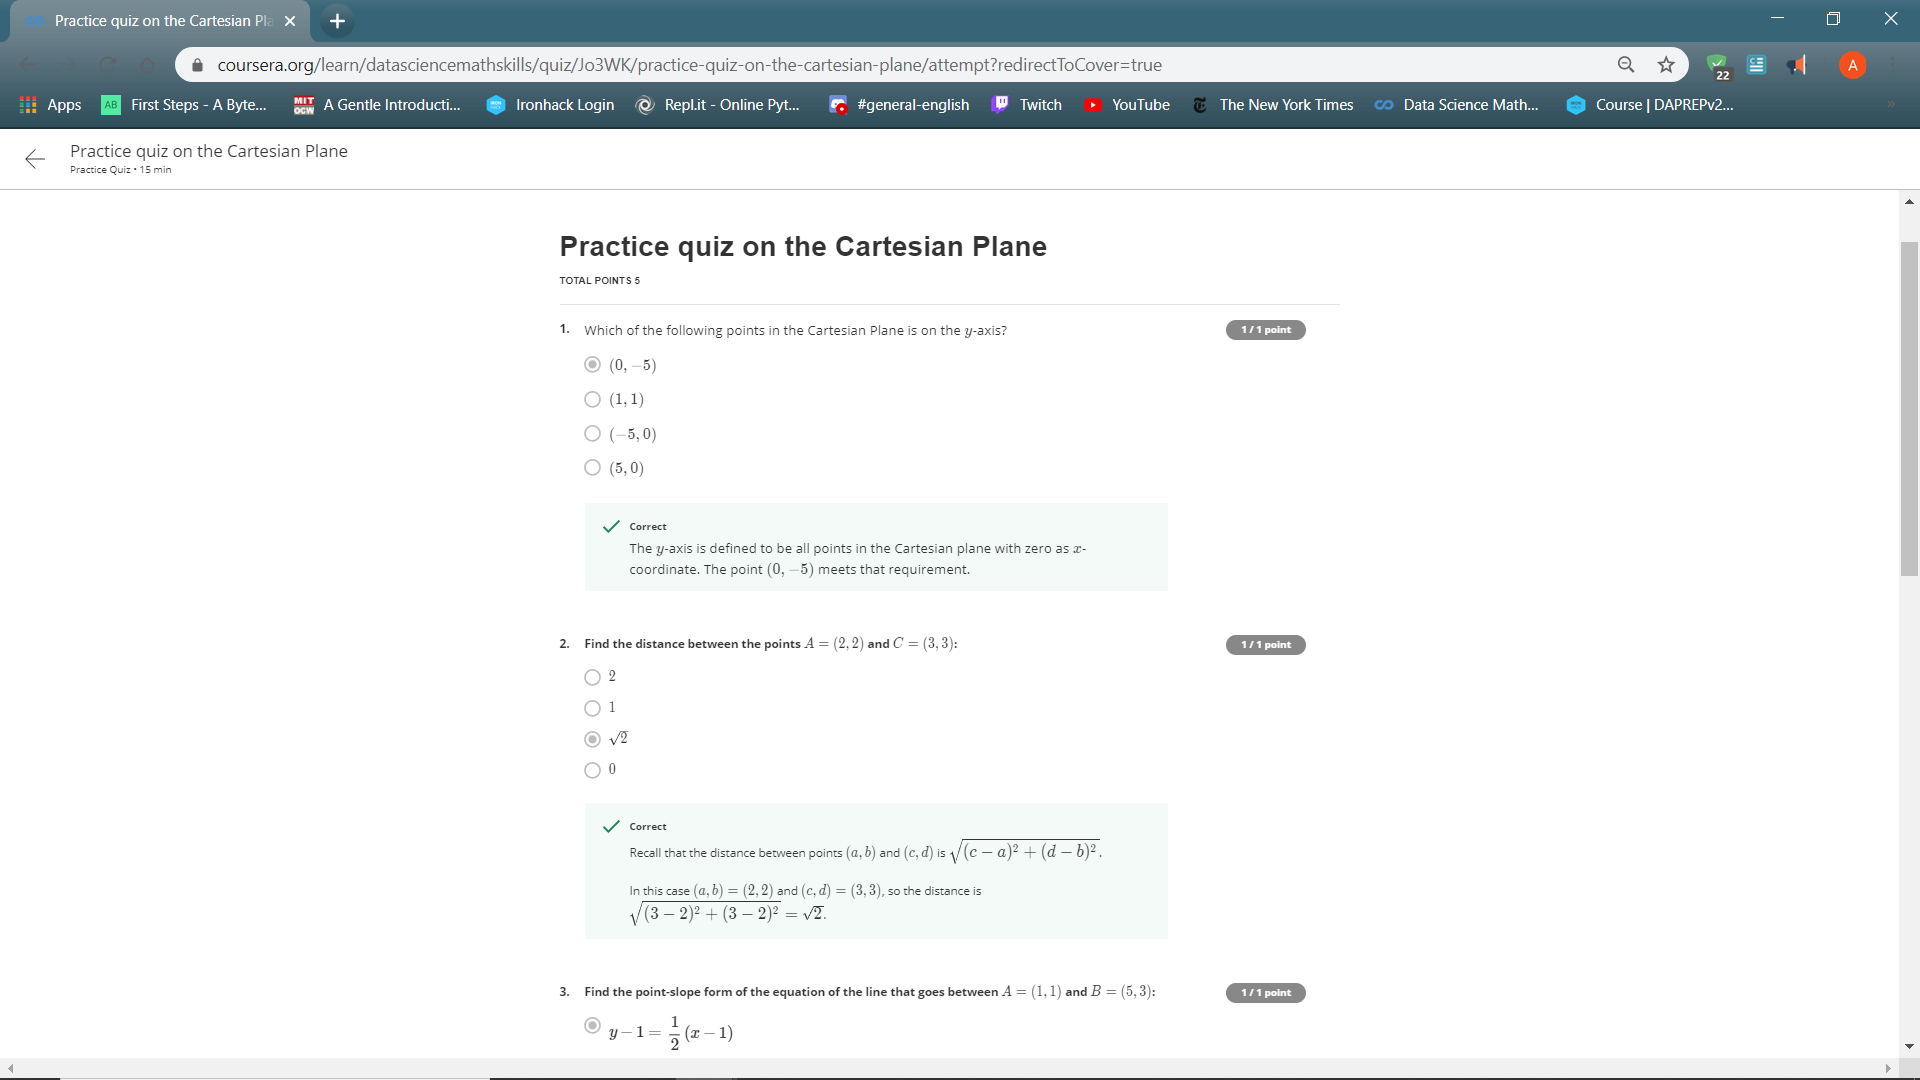 Practice quiz on the Cartesian Pla
coursera.org/learn/datasciencemathskills/quiz/Jo3WK/practice-quiz-on-the-cartesian-plane/attempt?redirectToCover=true
22
A
Apps
AB First Steps - A Byte...
MIT OCW A Gentle Introducti...
Ironhack Login
Repl.it - Online Pyt...
#general-english
Twitch
YouTube
The New York Times
Data Science Math...
Course | DAPREPv2...
Practice quiz on the Cartesian Plane
Practice Quiz • 15 min
Practice quiz on the Cartesian Plane
TOTAL POINTS 5
1. Which of the following points in the Cartesian Plane is on the y-axis?
1 / 1 point
(0, −5)
(1, 1)
(−5, 0)
(5, 0)
Correct
The y-axis is defined to be all points in the Cartesian plane with zero as x-
coordinate. The point (0, −5) meets that requirement.
2. Find the distance between the points A = (2, 2) and C = (3, 3):
1 / 1 point
2
1
√2
0
Correct
Recall that the distance between points (a, b) and (c, d) is √((c − a)² + (d − b)²).
In this case (a, b) = (2, 2) and (c, d) = (3, 3), so the distance is
√((3 − 2)² + (3 − 2)²) = √2.
3. Find the point-slope form of the equation of the line that goes between A = (1, 1) and B = (5, 3):
1 / 1 point
y − 1 = 1/2 (x − 1)